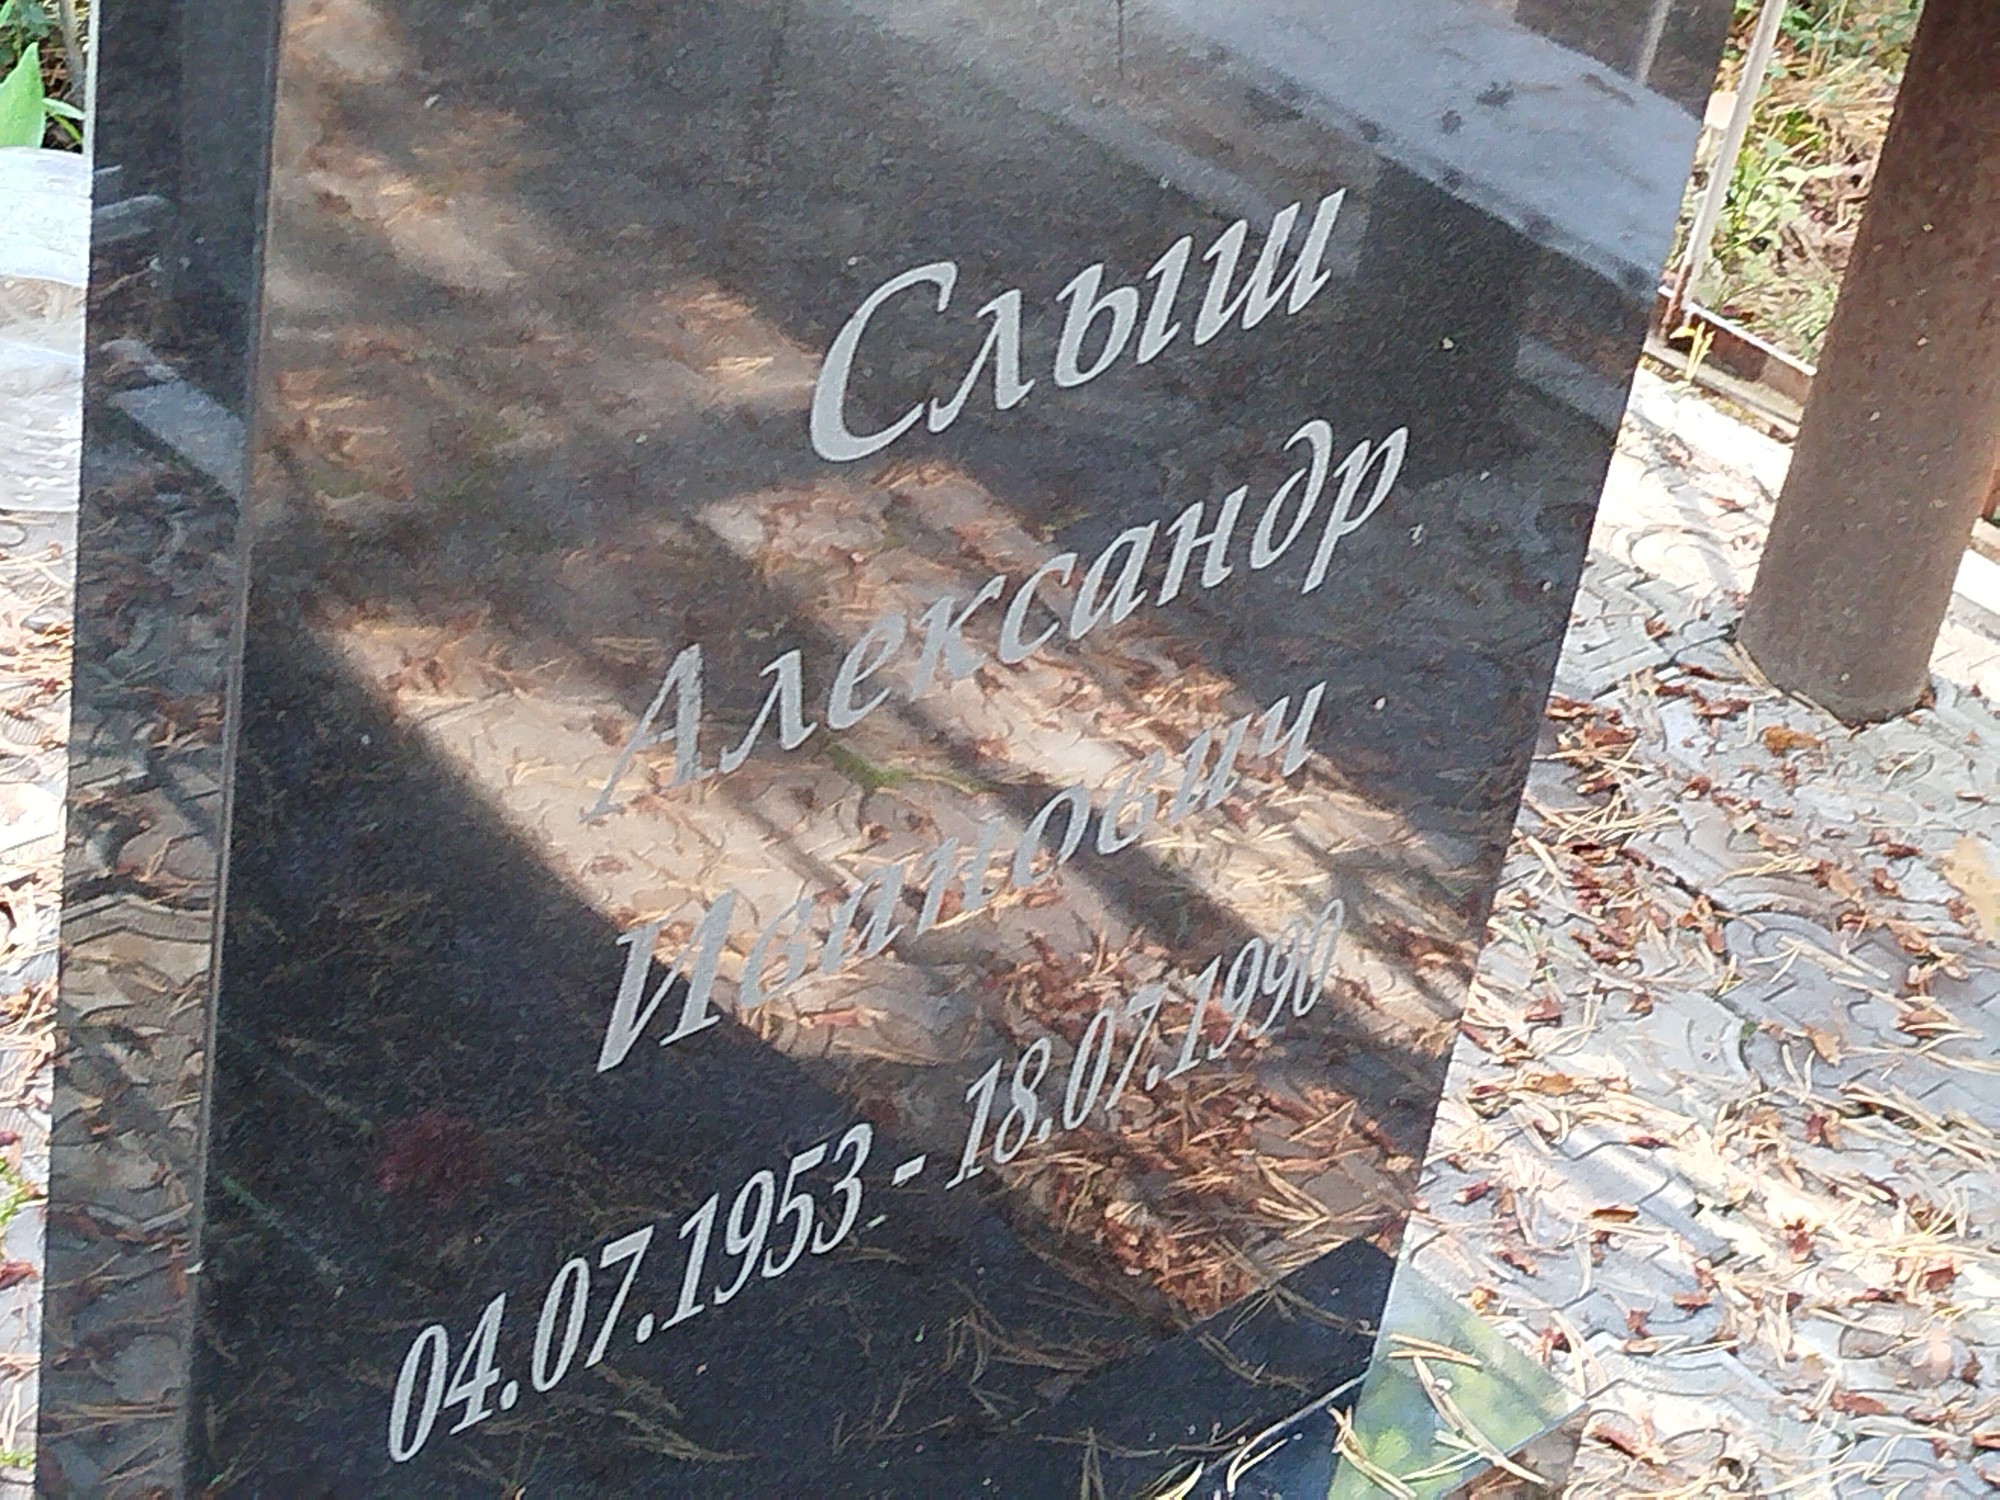 Слыш
Александр
Иванович
04.07.1953 - 18.07.1990